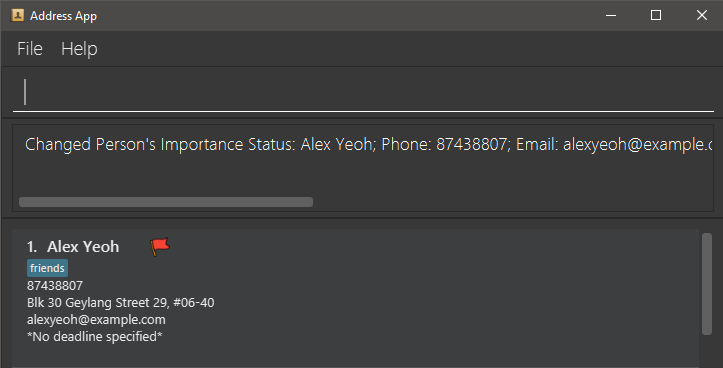 Address App
File Help
Changed Person's Importance Status: Alex Yeoh; Phone: 87438807; Email: alexyeoh@example.c
1. Alex Yeoh
friends
87438807
Blk 30 Geylang Street 29, #06-40
alexyeoh@example.com
*No deadline specified*